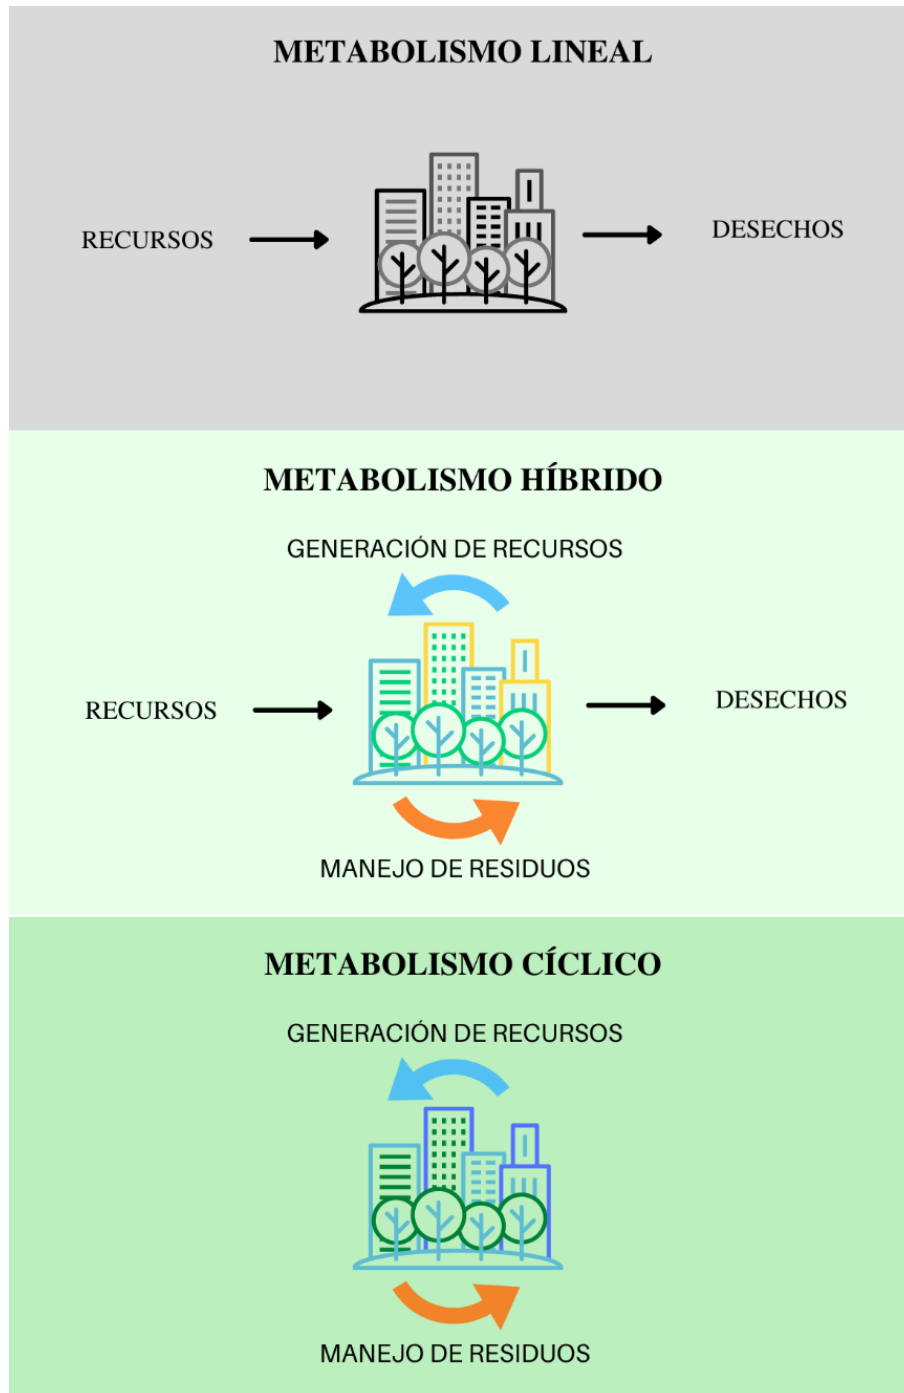 METABOLISMO LINEAL
RECURSOS
DESECHOS
METABOLISMO HÍBRIDO
GENERACIÓN DE RECURSOS
RECURSOS
DESECHOS
MANEJO DE RESIDUOS
METABOLISMO CÍCLICO
GENERACIÓN DE RECURSOS
MANEJO DE RESIDUOS